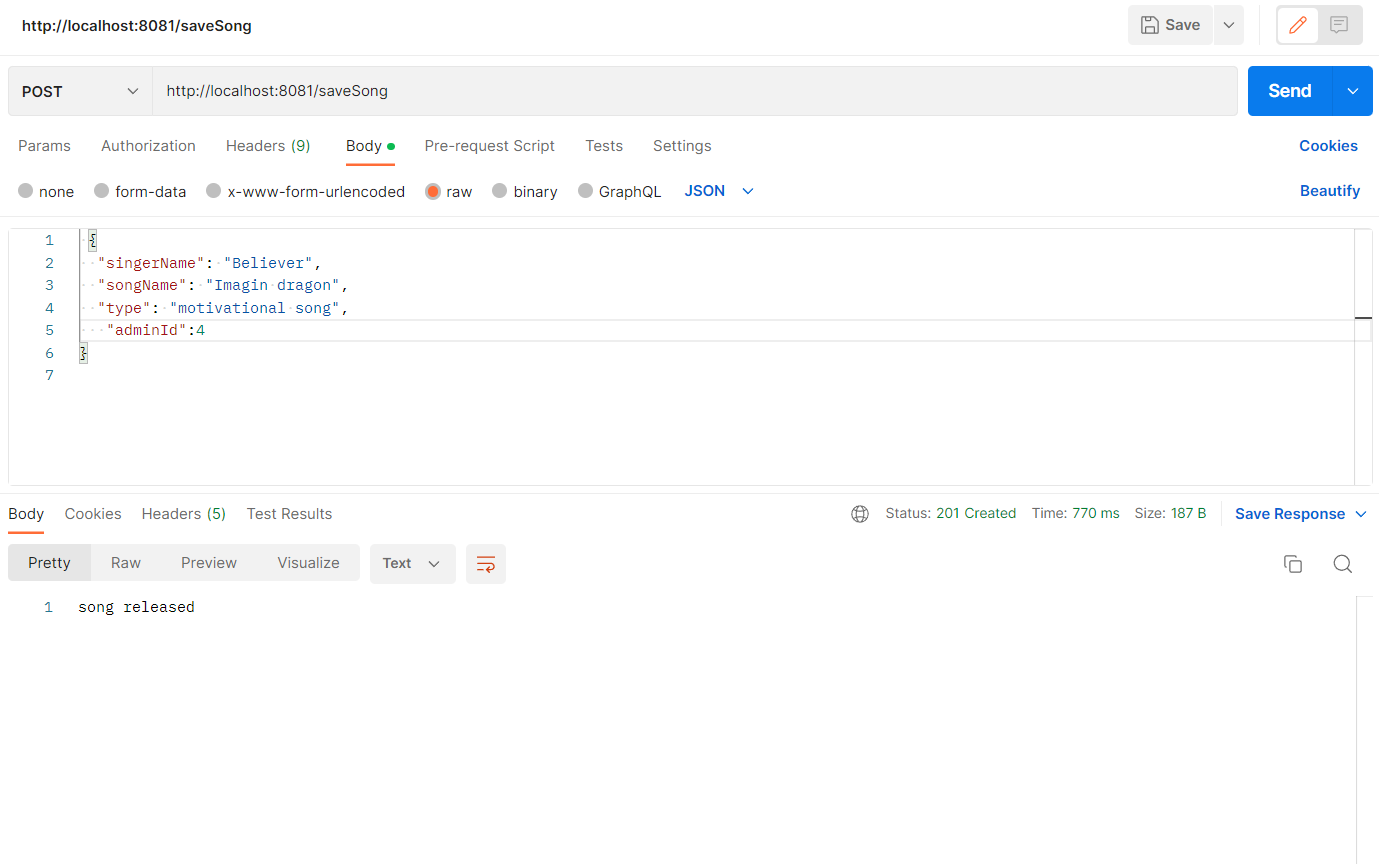 http://localhost:8081/saveSong
Save
POST
http://localhost:8081/saveSong
Send
Params Authorization Headers (9) Body Pre-request Script Tests Settings Cookies
none form-data x-www-form-urlencoded raw binary GraphQL JSON Beautify
1 {
2 "singerName": "Believer",
3 "songName": "Imagin dragon",
4 "type": "motivational song",
5 "adminId":4
6 }
7
Body Cookies Headers (5) Test Results Status: 201 Created Time: 770 ms Size: 187 B Save Response
Pretty Raw Preview Visualize Text
1 song released